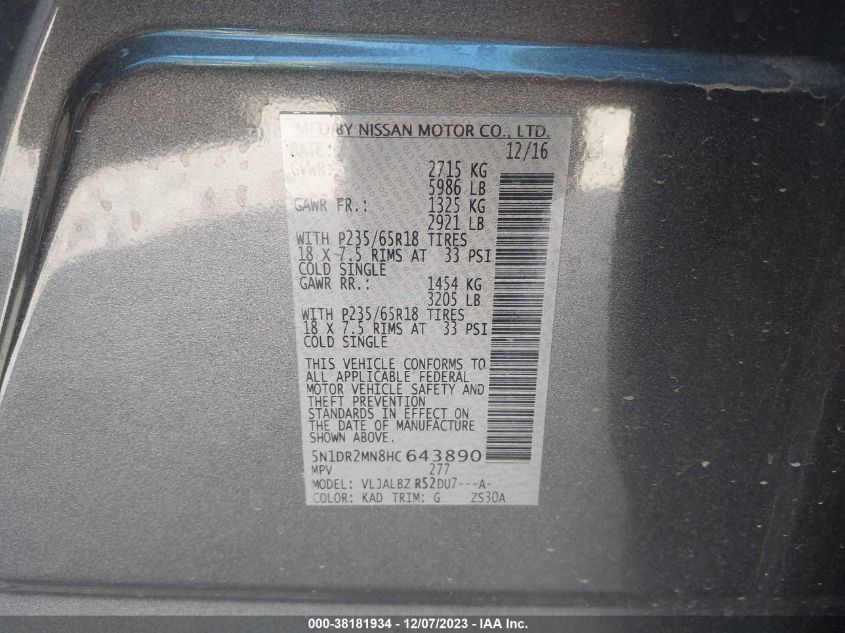 MFD BY NISSAN MOTOR CO., LTD.
DATE: 12/16
GVWR: 2715 KG
5986 LB
GAWR FR.: 1325 KG
2921 LB
WITH P235/65R18 TIRES
18 X 7.5 RIMS AT 33 PSI
COLD SINGLE
GAWR RR.: 1454 KG
3205 LB
WITH P235/65R18 TIRES
18 X 7.5 RIMS AT 33 PSI
COLD SINGLE
THIS VEHICLE CONFORMS TO
ALL APPLICABLE FEDERAL
MOTOR VEHICLE SAFETY AND
THEFT PREVENTION
STANDARDS IN EFFECT ON
THE DATE OF MANUFACTURE
SHOWN ABOVE.
5N1DR2MN8HC643890
MPV 277
MODEL: VLJALBZ R52DU7---A-
COLOR: KAD TRIM: G ZS30A
000-38181934 - 12/07/2023 - IAA Inc.